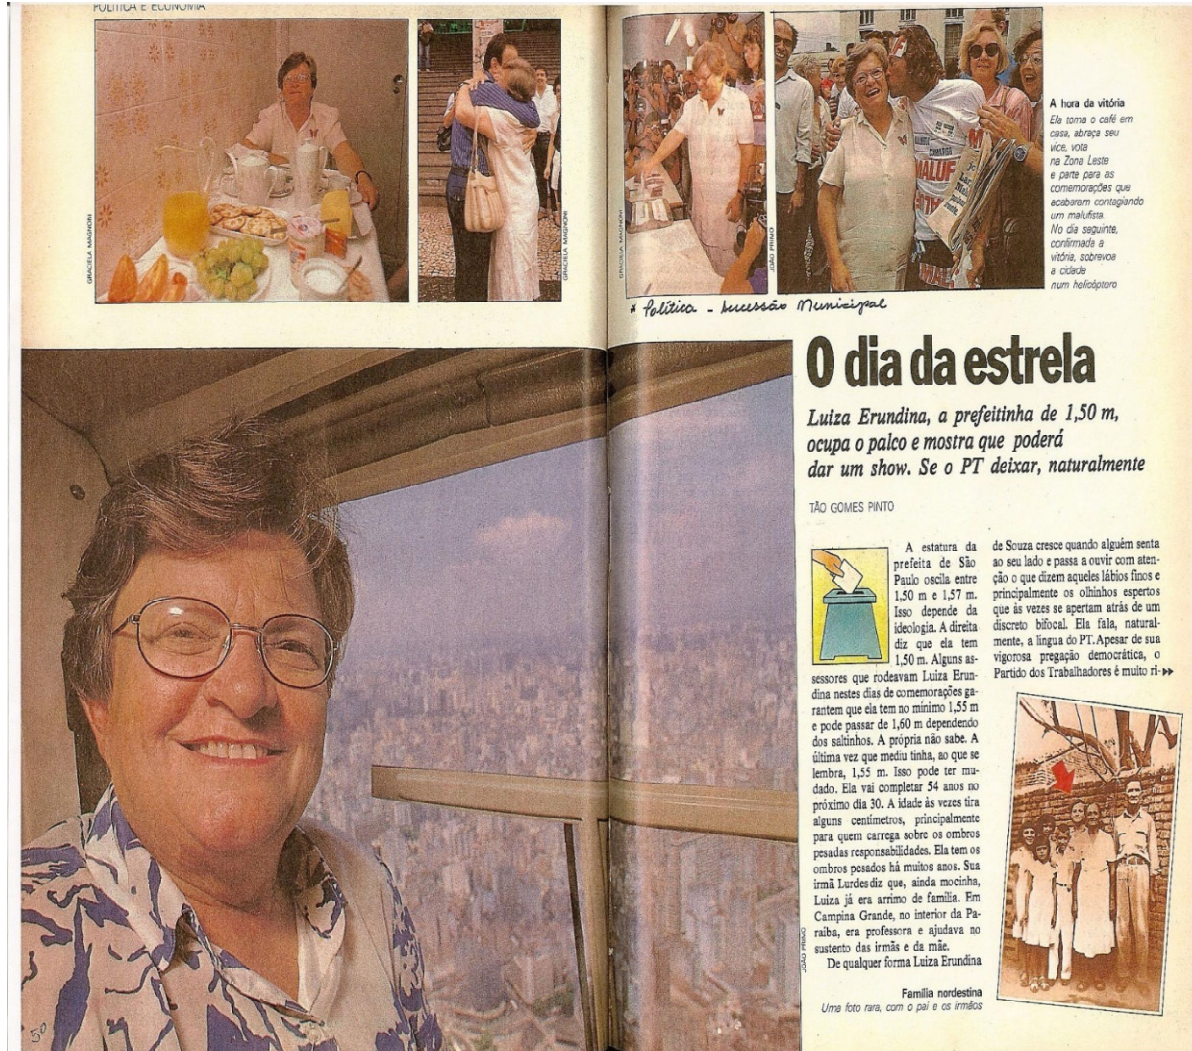 POLÍTICA E ECONOMIA
GRACIELA MAGNONI
GRACIELA MAGNONI
GRACIELA MAGNONI
JOÃO PRIMO
MALUF
A hora da vitória
Ela toma o café em
casa, abraça seu
vice, vota
na Zona Leste
e parte para as
comemorações que
acabaram contagiando
um malufista.
No dia seguinte,
confirmada a
vitória, sobrevoa
a cidade
num helicóptero
* Política - sucessão Municipal
O dia da estrela
Luiza Erundina, a prefeitinha de 1,50 m,
ocupa o palco e mostra que poderá
dar um show. Se o PT deixar, naturalmente
TÃO GOMES PINTO
A estatura da
prefeita de São
Paulo oscila entre
1,50 m e 1,57 m.
Isso depende da
ideologia. A direita
diz que ela tem
1,50 m. Alguns as-
sessores que rodeavam Luiza Erun-
dina nestes dias de comemorações ga-
rantem que ela tem no mínimo 1,55 m
e pode passar de 1,60 m dependendo
dos saltinhos. A própria não sabe. A
última vez que mediu tinha, ao que se
lembra, 1,55 m. Isso pode ter mu-
dado. Ela vai completar 54 anos no
próximo dia 30. A idade às vezes tira
alguns centímetros, principalmente
para quem carrega sobre os ombros
pesadas responsabilidades. Ela tem os
ombros pesados há muitos anos. Sua
irmã Lurdes diz que, ainda mocinha,
Luiza já era arrimo de família. Em
Campina Grande, no interior da Pa-
raíba, era professora e ajudava no
sustento das irmãs e da mãe.
De qualquer forma Luiza Erundina
de Souza cresce quando alguém senta
ao seu lado e passa a ouvir com aten-
ção o que dizem aqueles lábios finos e
principalmente os olhinhos espertos
que às vezes se apertam atrás de um
discreto bifocal. Ela fala, natural-
mente, a língua do PT. Apesar de sua
vigorosa pregação democrática, o
Partido dos Trabalhadores é muito ri-
JOÃO PRIMO
Família nordestina
Uma foto rara, com o pai e os irmãos
50